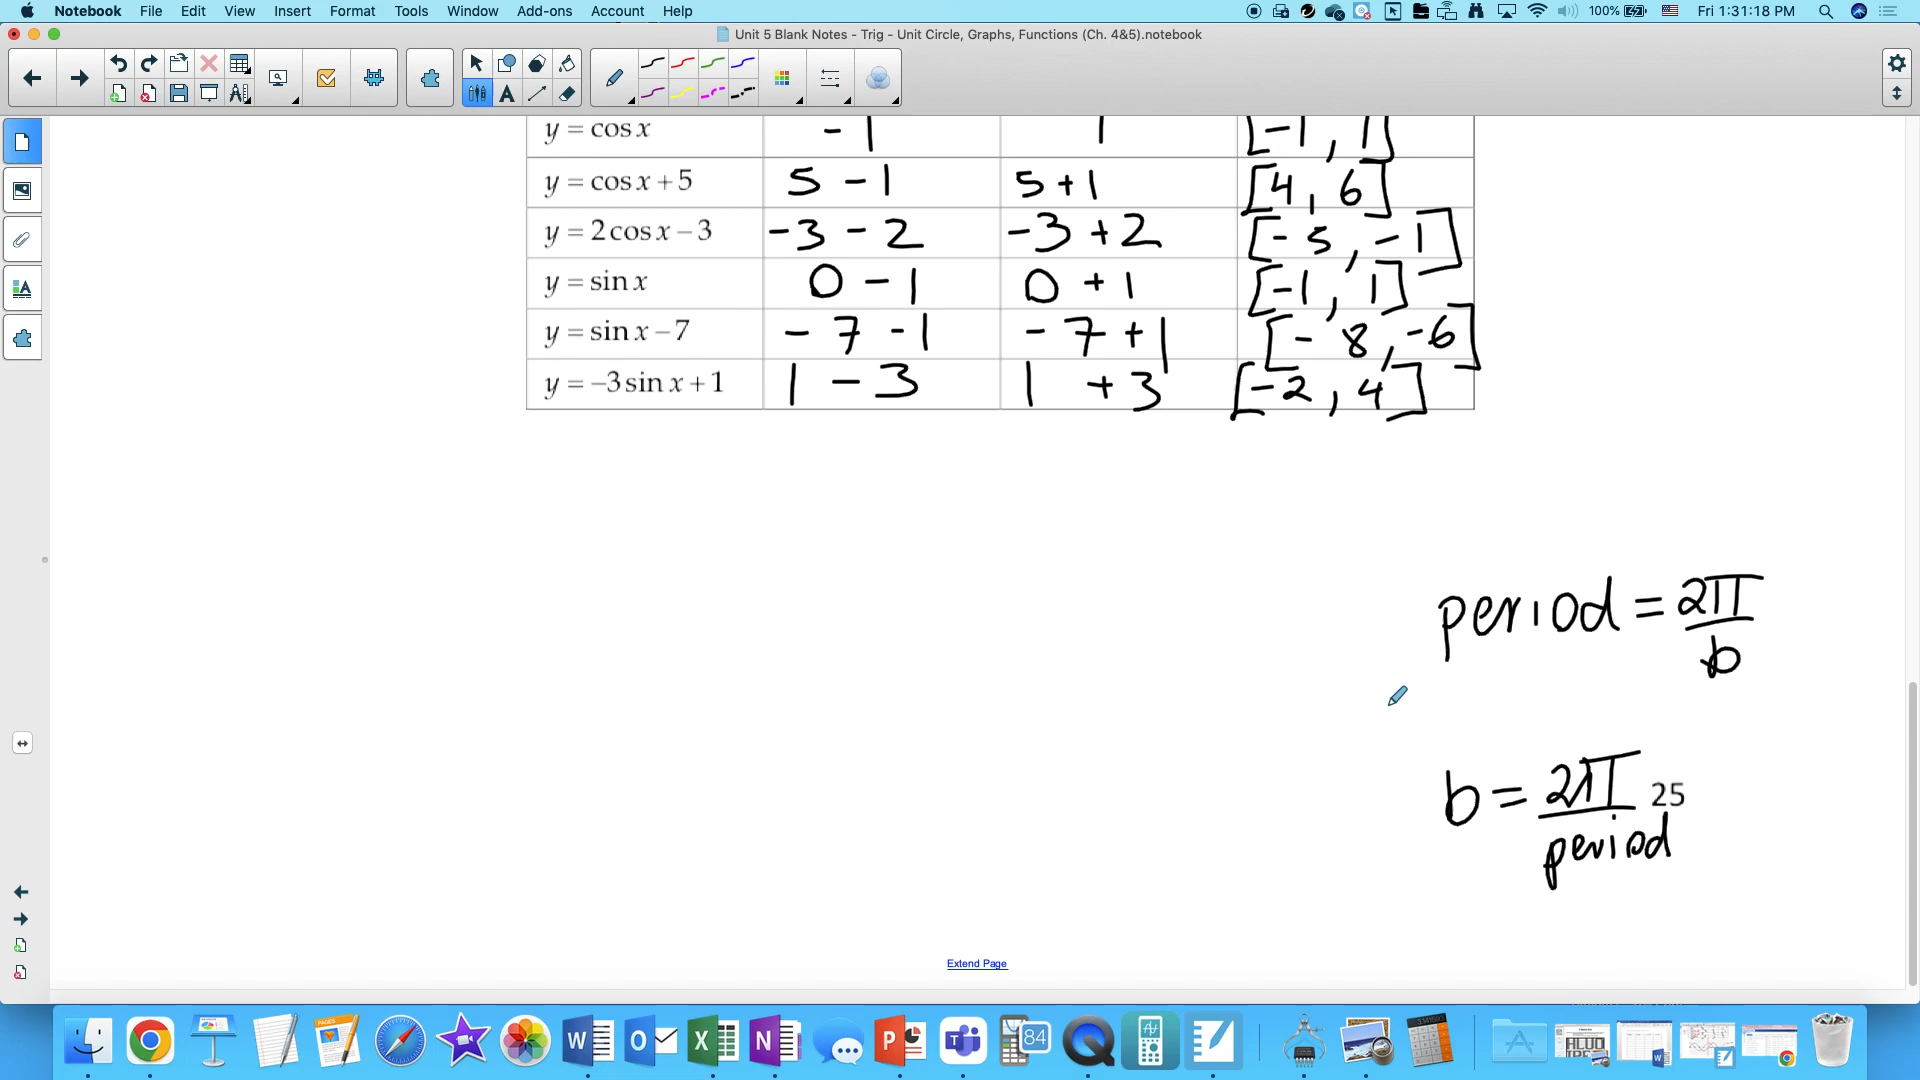 Notebook File Edit View Insert Format Tools Window Add-ons Account Help 100% Fri 1:31:18 PM
Unit 5 Blank Notes - Trig - Unit Circle, Graphs, Functions (Ch. 4&5).notebook
y = cos x - 1 1 [-1, 1]
y = cos x + 5 5 - 1 5 + 1 [4, 6]
y = 2 cos x - 3 -3 - 2 -3 + 2 [-5, -1]
y = sin x 0 - 1 0 + 1 [-1, 1]
y = sin x - 7 - 7 - 1 - 7 + 1 [- 8, -6]
y = -3 sin x + 1 1 - 3 1 + 3 [-2, 4]
period = 2π/b
b = 2π/period 25
Extend Page